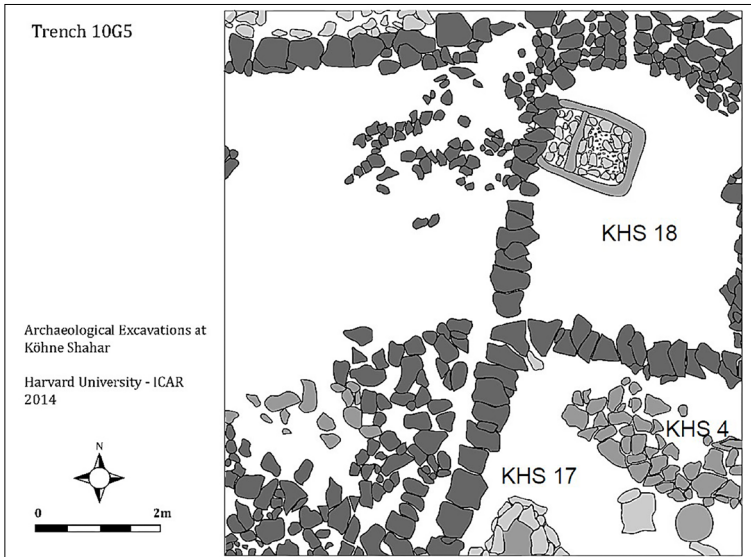 Trench 10G5
KHS 18
Archaeological Excavations at
Köhne Shahar
Harvard University - ICAR
2014
KHS 4
KHS 17
N
0 2m